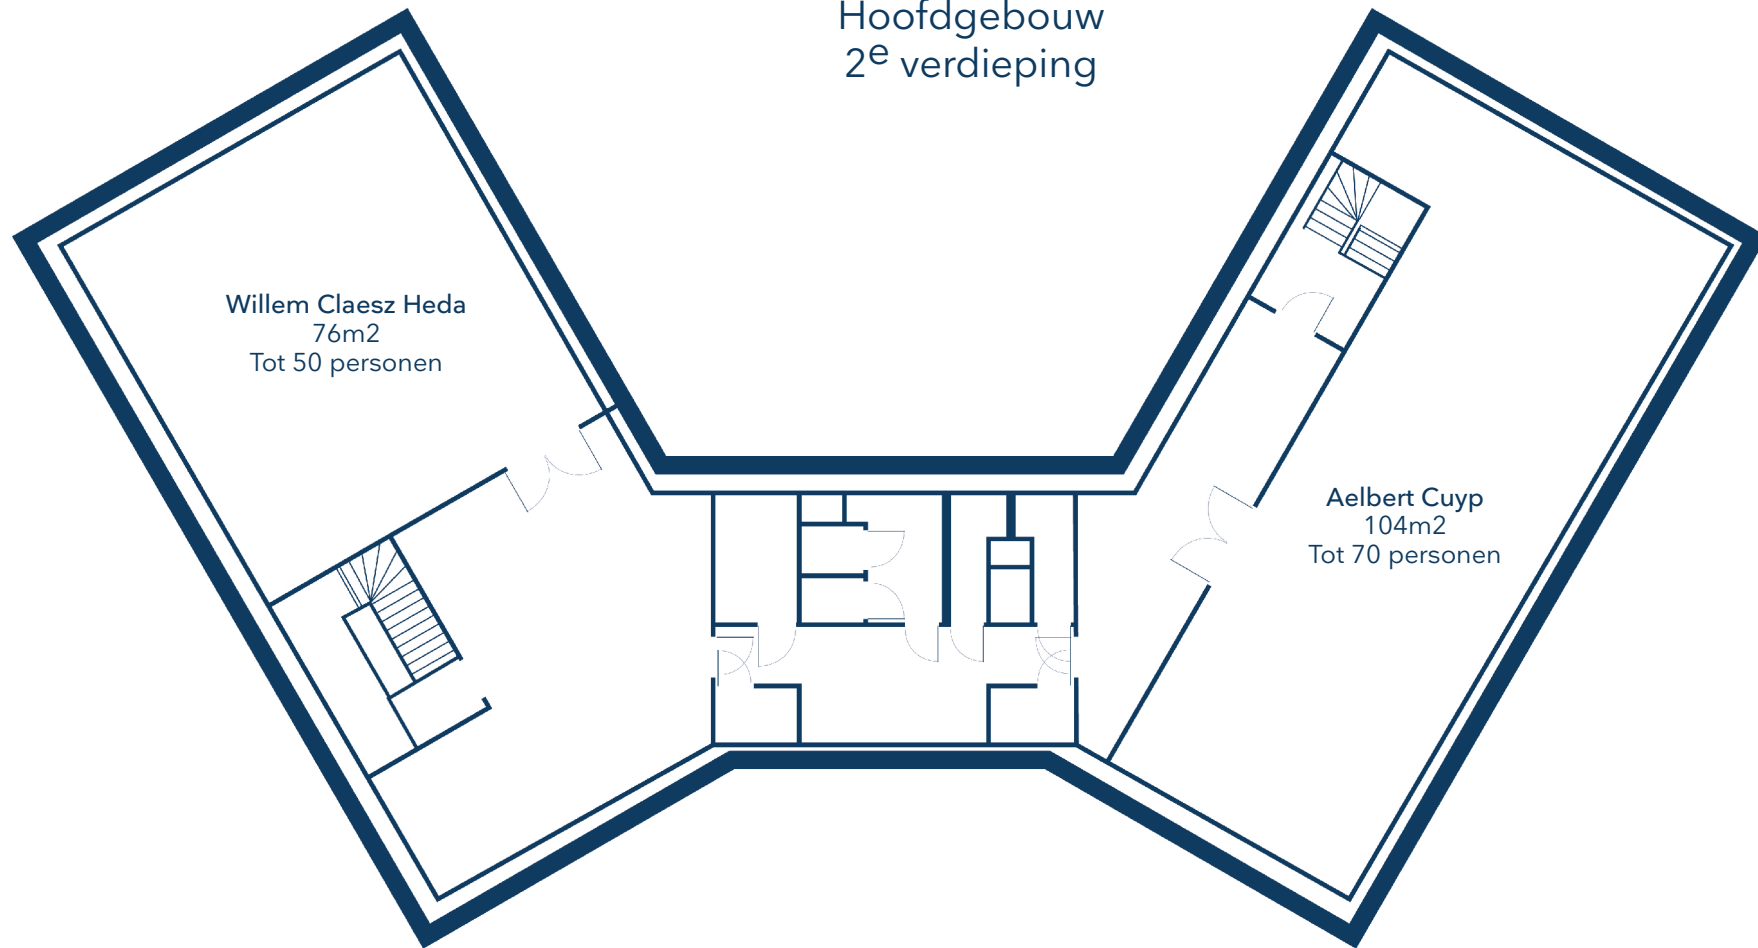 Hoofdgebouw
2e verdieping
Willem Claesz Heda
76m2
Tot 50 personen
Aelbert Cuyp
104m2
Tot 70 personen